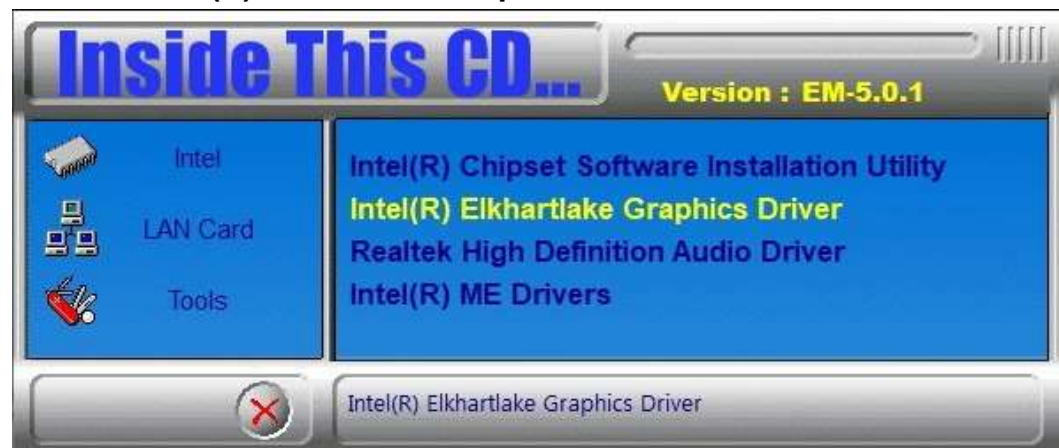 Inside This CD...
Version : EM-5.0.1
Intel
LAN Card
Tools
Intel(R) Chipset Software Installation Utility
Intel(R) Elkhartlake Graphics Driver
Realtek High Definition Audio Driver
Intel(R) ME Drivers
Intel(R) Elkhartlake Graphics Driver